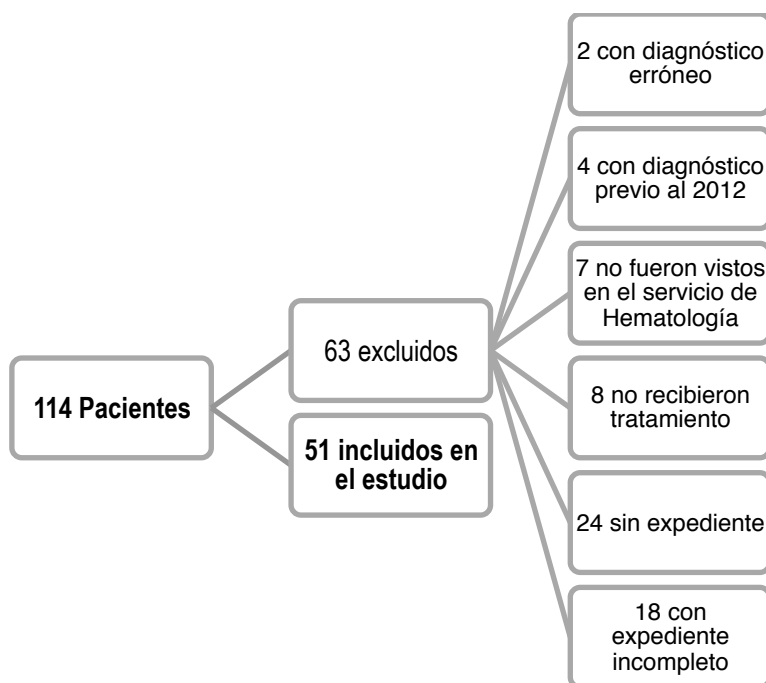 114 Pacientes
63 excluidos
51 incluidos en
el estudio
2 con diagnóstico
erróneo
4 con diagnóstico
previo al 2012
7 no fueron vistos
en el servicio de
Hematología
8 no recibieron
tratamiento
24 sin expediente
18 con
expediente
incompleto